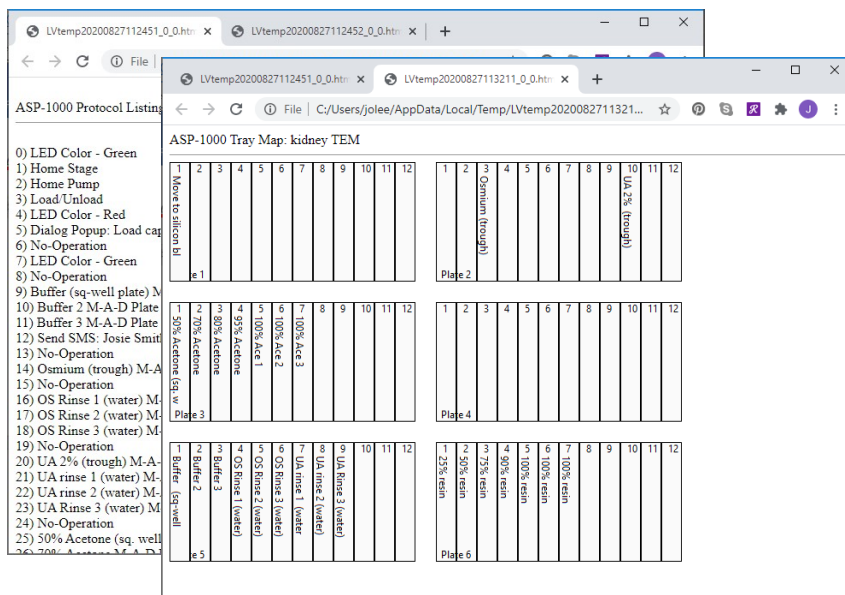 LVtemp20200827112451_0_0.htm
LVtemp20200827112452_0_0.htm
File
ASP-1000 Protocol Listing
0) LED Color - Green
1) Home Stage
2) Home Pump
3) Load/Unload
4) LED Color - Red
5) Dialog Popup: Load cap
6) No-Operation
7) LED Color - Green
8) No-Operation
9) Buffer (sq-well plate) M
10) Buffer 2 M-A-D Plate
11) Buffer 3 M-A-D Plate
12) Send SMS: Josie Smit
13) No-Operation
14) Osmium (trough) M-A
15) No-Operation
16) OS Rinse 1 (water) M-
17) OS Rinse 2 (water) M-
18) OS Rinse 3 (water) M-
19) No-Operation
20) UA 2% (trough) M-A-
21) UA rinse 1 (water) M-
22) UA rinse 2 (water) M-
23) UA Rinse 3 (water) M-
24) No-Operation
25) 50% Acetone (sq. well
26) 70% Acetone M-A-D
LVtemp20200827112451_0_0.htm
LVtemp20200827113211_0_0.htm
File C:/Users/jolee/AppData/Local/Temp/LVtemp2020082711321...
J
ASP-1000 Tray Map: kidney TEM
1 2 3 4 5 6 7 8 9 10 11 12
Move to silicon bl
e 1
1 2 3 4 5 6 7 8 9 10 11 12
Osmium (trough)
UA 2% (trough)
Plate 2
1 2 3 4 5 6 7 8 9 10 11 12
50% Acetone (sq. w
70% Acetone
80% Acetone
95% Acetone
100% Ace 1
100% Ace 2
100% Ace 3
Plate 3
1 2 3 4 5 6 7 8 9 10 11 12
Plate 4
1 2 3 4 5 6 7 8 9 10 11 12
Buffer (sq-well
Buffer 2
Buffer 3
OS Rinse 1 (water)
OS Rinse 2 (water)
OS Rinse 3 (water)
UA rinse 1 (water
UA rinse 2 (water)
UA Rinse 3 (water)
e 5
1 2 3 4 5 6 7 8 9 10 11 12
25% resin
50% resin
75% resin
90% resin
100% resin
100% resin
100% resin
Plate 6